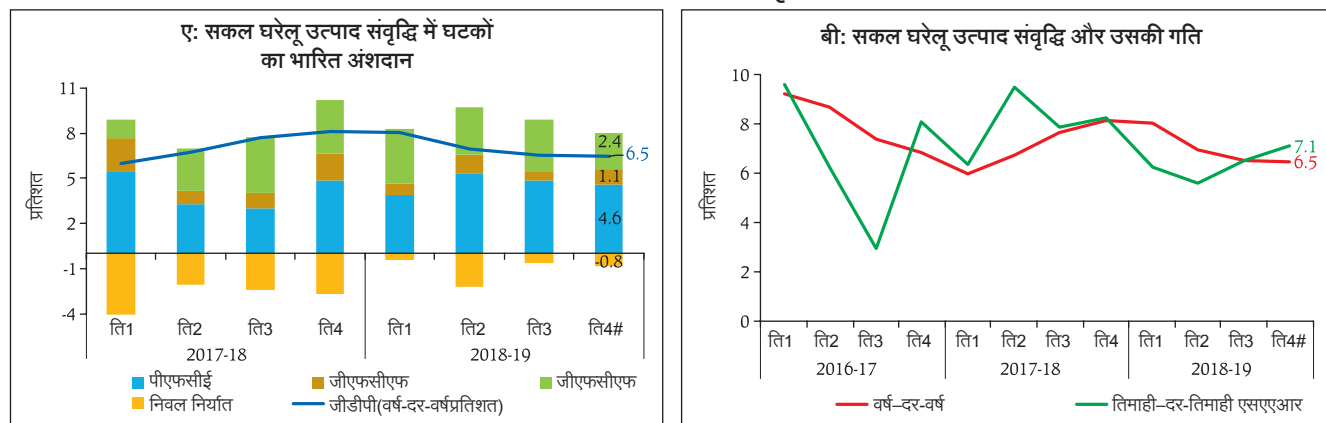 ए: सकल घरेलू उत्पाद संवृद्धि में घटकों
का भारित अंशदान
प्रतिशत
11
8
5
2
-1
-4
2.4
6.5
1.1
4.6
-0.8
ति1 ति2 ति3 ति4 ति1 ति2 ति3 ति4#
2017-18 2018-19
पीएफसीई जीएफसीएफ जीएफसीएफ
निवल निर्यात जीडीपी(वर्ष-दर-वर्षप्रतिशत)
बी: सकल घरेलू उत्पाद संवृद्धि और उसकी गति
प्रतिशत
10
8
6
4
2
0
7.1
6.5
ति1 ति2 ति3 ति4 ति1 ति2 ति3 ति4 ति1 ति2 ति3 ति4#
2016-17 2017-18 2018-19
वर्ष–दर-वर्ष तिमाही–दर-तिमाही एसएएआर